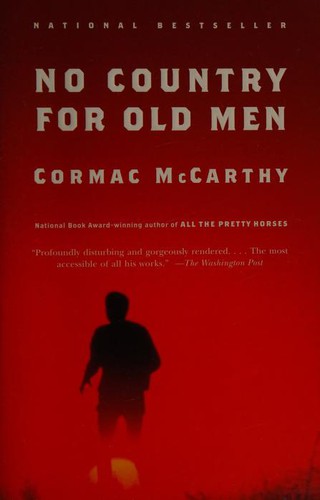 NATIONAL BESTSELLER
NO COUNTRY
FOR OLD MEN
CORMAC McCARTHY
National Book Award-winning author of ALL THE PRETTY HORSES
"Profoundly disturbing and gorgeously rendered. . . . The most
accessible of all his works." —The Washington Post